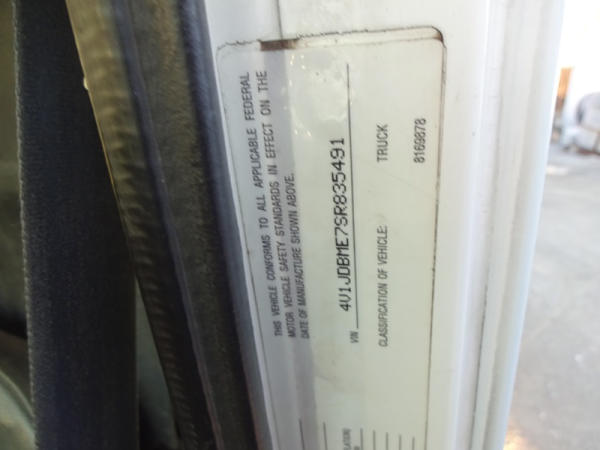 THIS VEHICLE CONFORMS TO ALL APPLICABLE FEDERAL
MOTOR VEHICLE SAFETY STANDARDS IN EFFECT ON THE
DATE OF MANUFACTURE SHOWN ABOVE.
VIN 4V1JDBME7SR835491
CLASSIFICATION OF VEHICLE: TRUCK
8169878